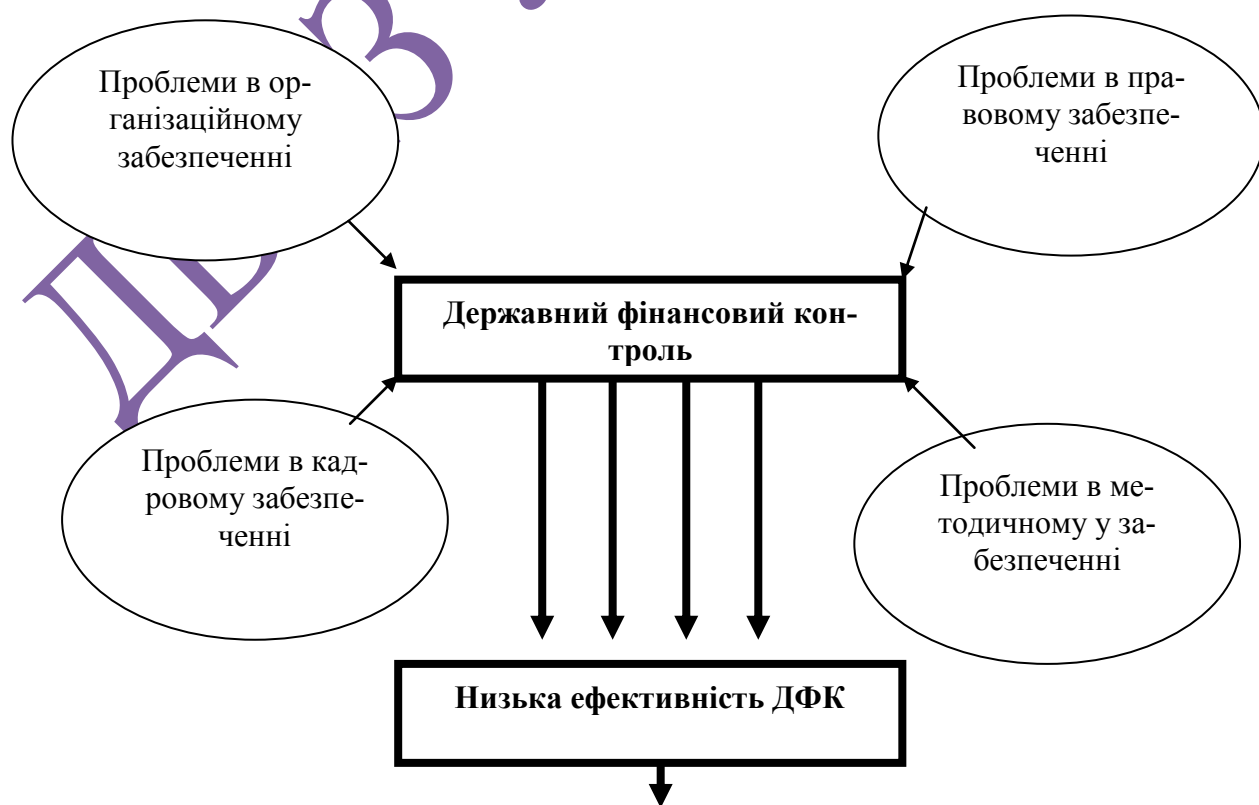 Проблеми в ор-
ганізаційному
забезпеченні
Проблеми в пра-
вовому забезпе-
ченні
Державний фінансовий кон-
троль
Проблеми в кад-
ровому забезпе-
ченні
Проблеми в ме-
тодичному у за-
безпеченні
Низька ефективність ДФК